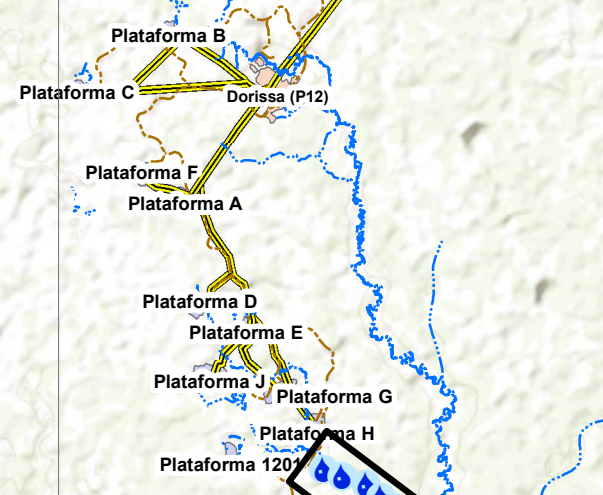 Plataforma B
Plataforma C
Dorissa (P12)
Plataforma F
Plataforma A
Plataforma D
Plataforma E
Plataforma J
Plataforma G
Plataforma H
Plataforma 1201